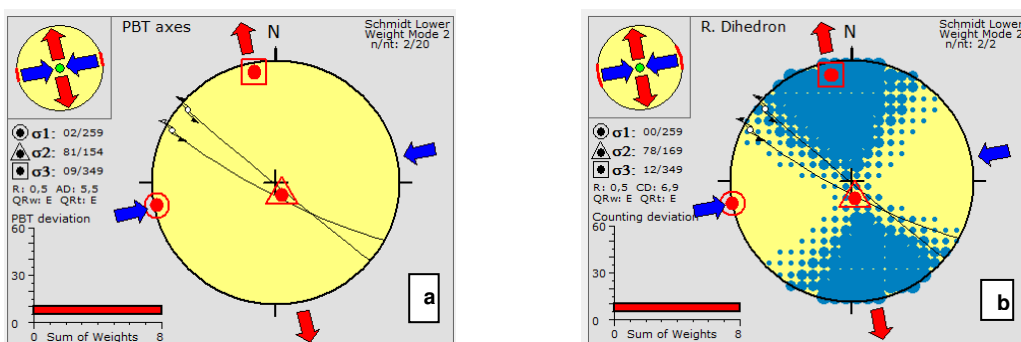 PBT axes
N
Schmidt Lower
Weight Mode 2
n/nt: 2/20
σ1: 02/259
σ2: 81/154
σ3: 09/349
R: 0,5 AD: 5,5
QRw: E QRt: E
PBT deviation
60
30
0
0 Sum of Weights 8
a
R. Dihedron
N
Schmidt Lower
Weight Mode 2
n/nt: 2/2
σ1: 00/259
σ2: 78/169
σ3: 12/349
R: 0,5 CD: 6,9
QRw: E QRt: E
Counting deviation
60
30
0
0 Sum of Weights 8
b